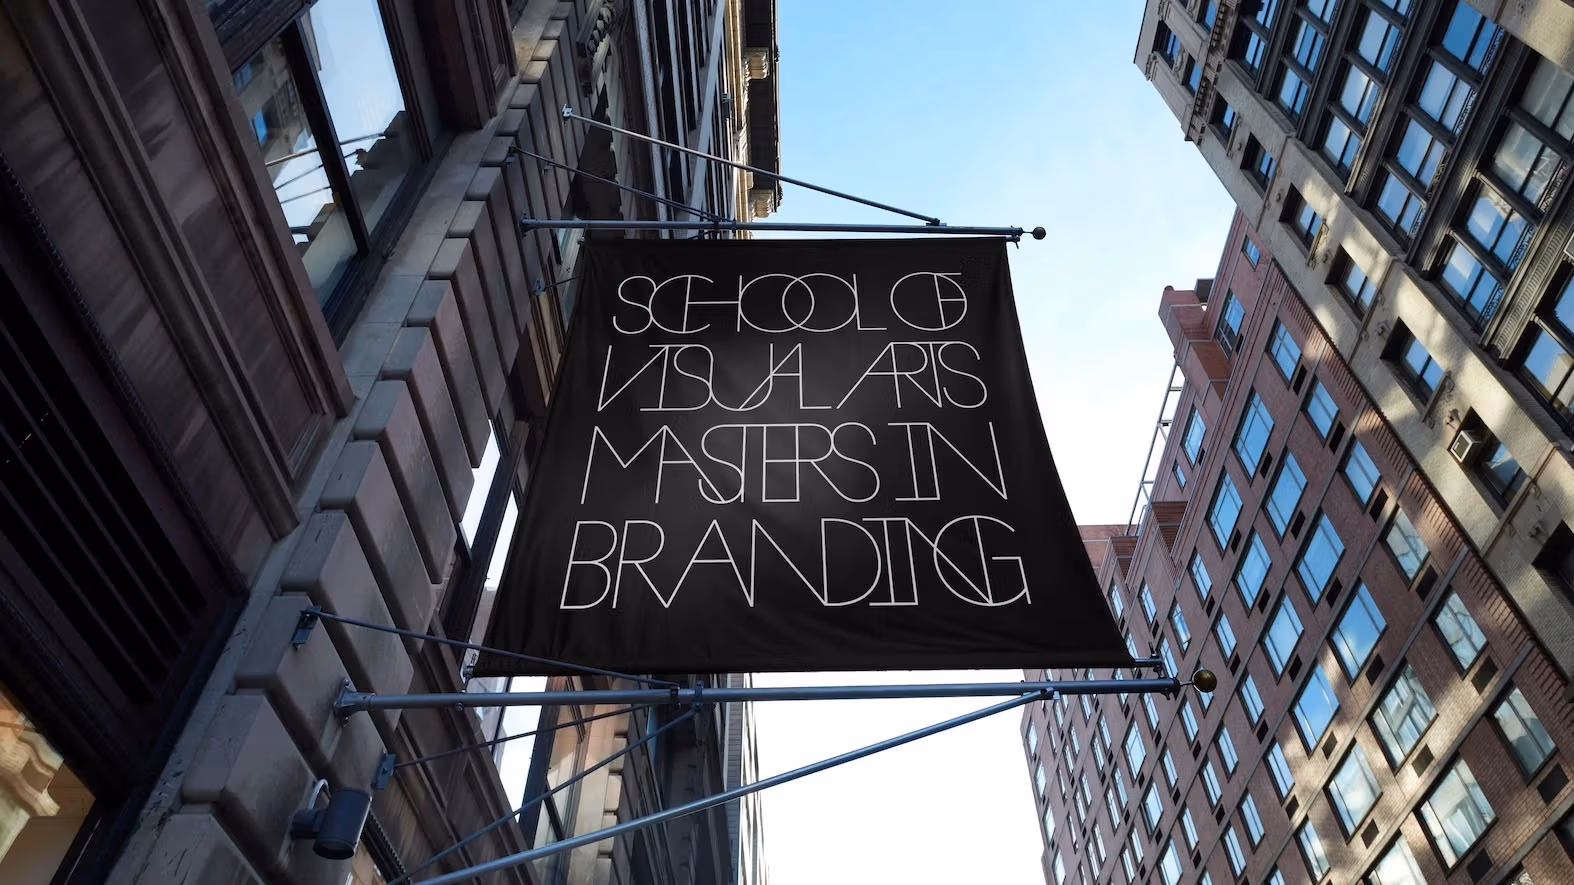 SCHOOL OF
VISUAL ARTS
MASTERS IN
BRANDING